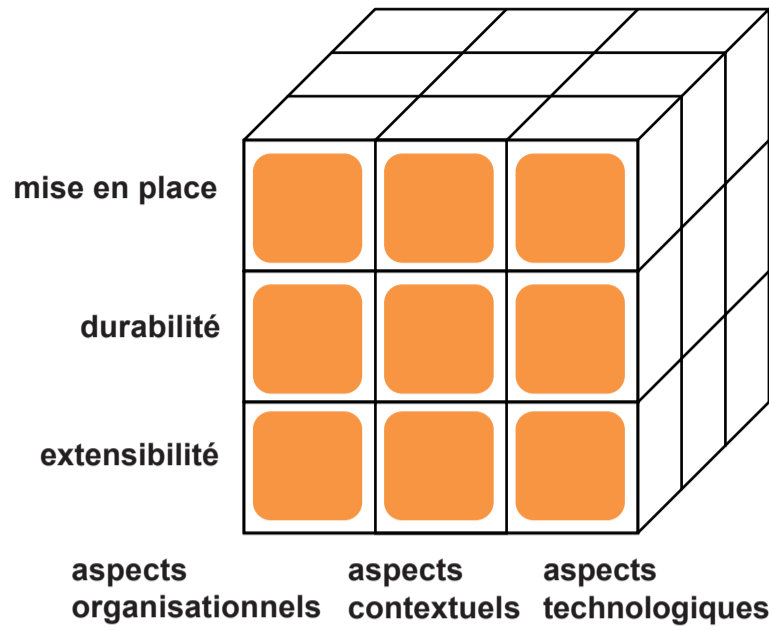 mise en place
durabilité
extensibilité
aspects
organisationnels
aspects
contextuels
aspects
technologiques